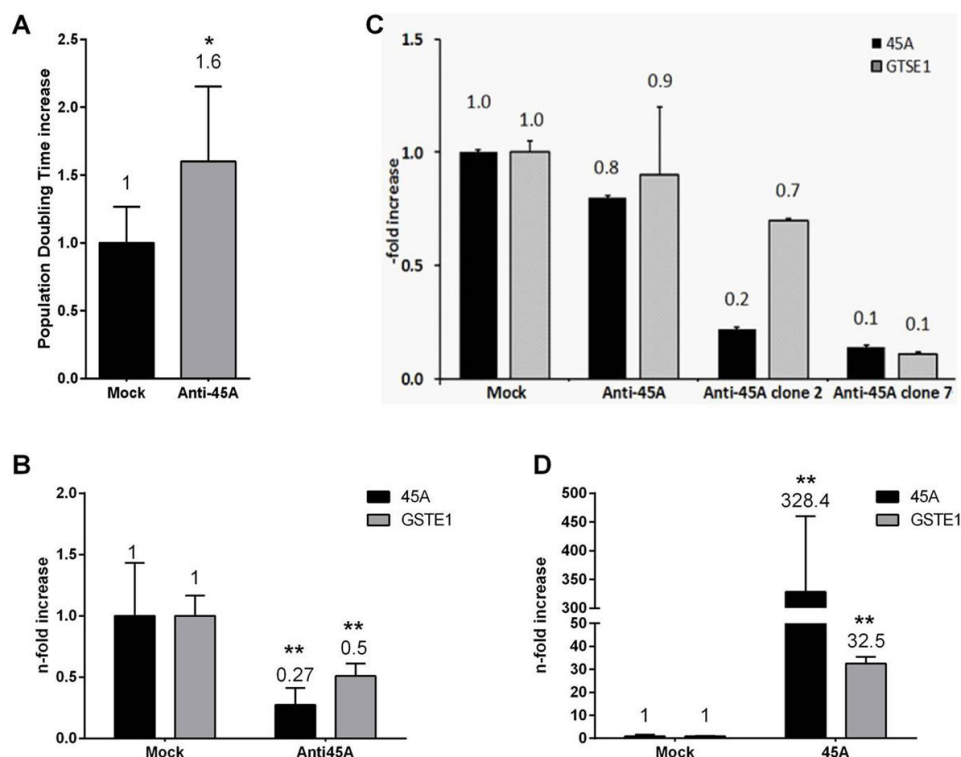 A
Population Doubling Time increase
2.5
2.0
1.5
1.0
0.5
0.0
*
1.6
1
Mock Anti-45A
C
-fold increase
1.5
1.0
0.5
0.0
45A
GTSE1
1.0 1.0
0.8 0.9
0.2 0.7
0.1 0.1
Mock Anti-45A Anti-45A clone 2 Anti-45A clone 7
B
n-fold increase
2.0
1.5
1.0
0.5
0.0
45A
GSTE1
1 1
** **
0.27 0.5
Mock Anti45A
D
n-fold increase
500
450
400
350
300
50
40
30
20
10
0
45A
GSTE1
**
328.4
**
32.5
1 1
Mock 45A